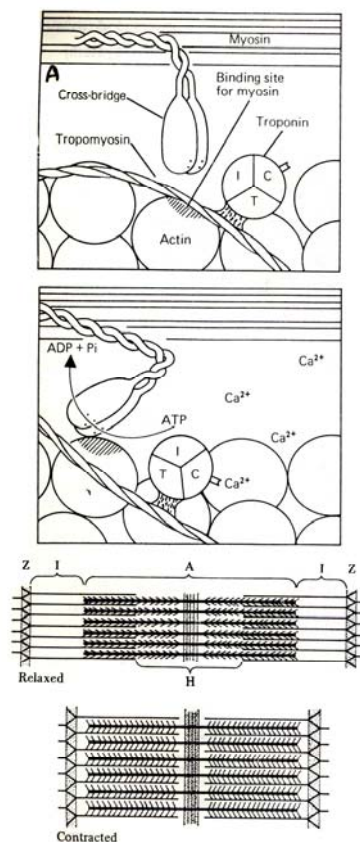 Myosin
A
Cross-bridge
Binding site
for myosin
Troponin
Tropomyosin
I C
T
Actin
ADP + Pi
Ca²⁺
Ca²⁺
ATP
Ca²⁺
I
T C
Ca²⁺
Z I A I Z
H
Relaxed
Contracted